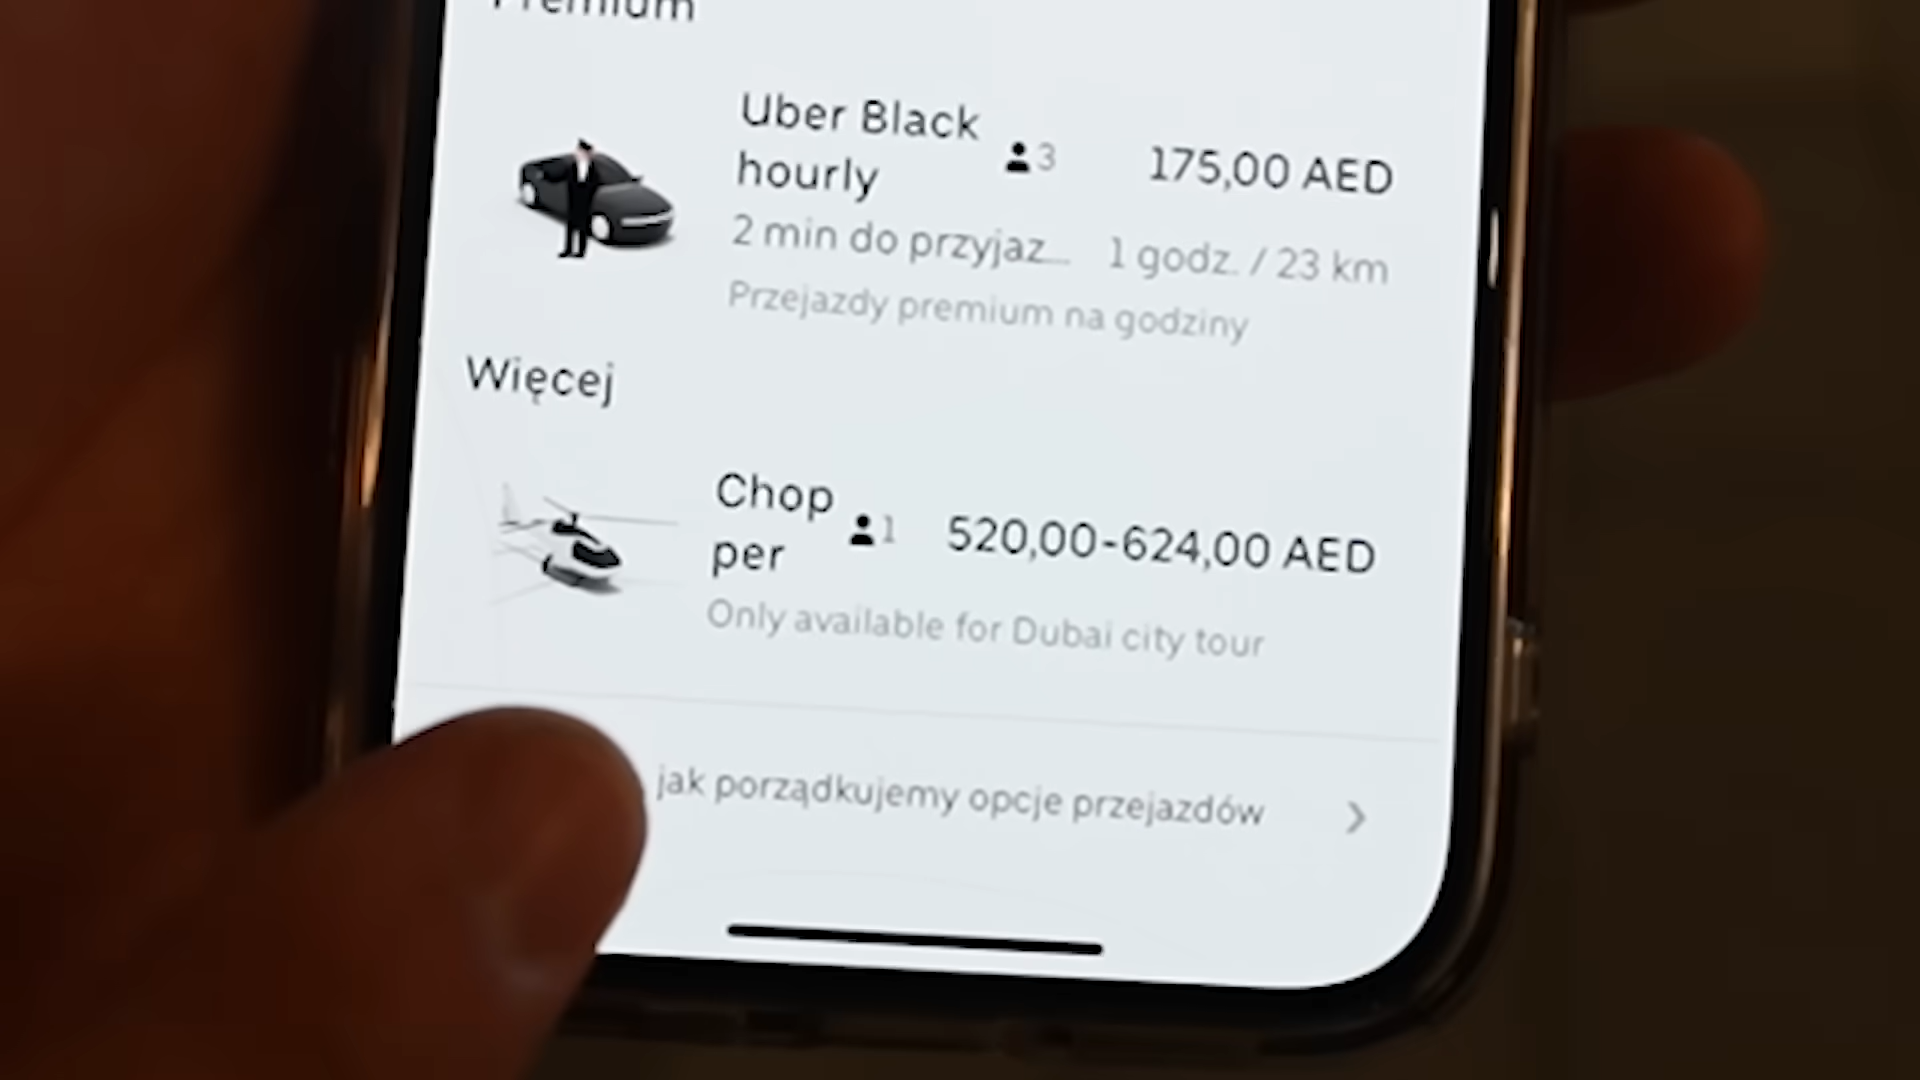 Premium
Uber Black
hourly
3
175,00 AED
2 min do przyjaz...
1 godz. / 23 km
Przejazdy premium na godziny
Więcej
Chop
per
1
520,00-624,00 AED
Only available for Dubai city tour
jak porządkujemy opcje przejazdów